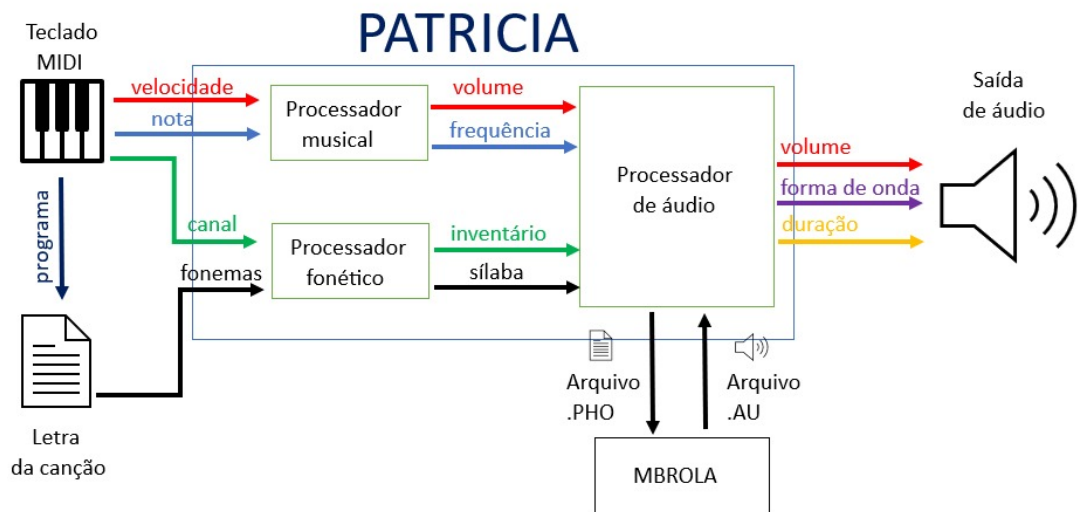 PATRICIA
Teclado
MIDI
velocidade
nota
canal
programa
fonemas
Letra
da canção
Processador
musical
Processador
fonético
volume
frequência
inventário
sílaba
Processador
de áudio
volume
forma de onda
duração
Saída
de áudio
Arquivo
.PHO
Arquivo
.AU
MBROLA